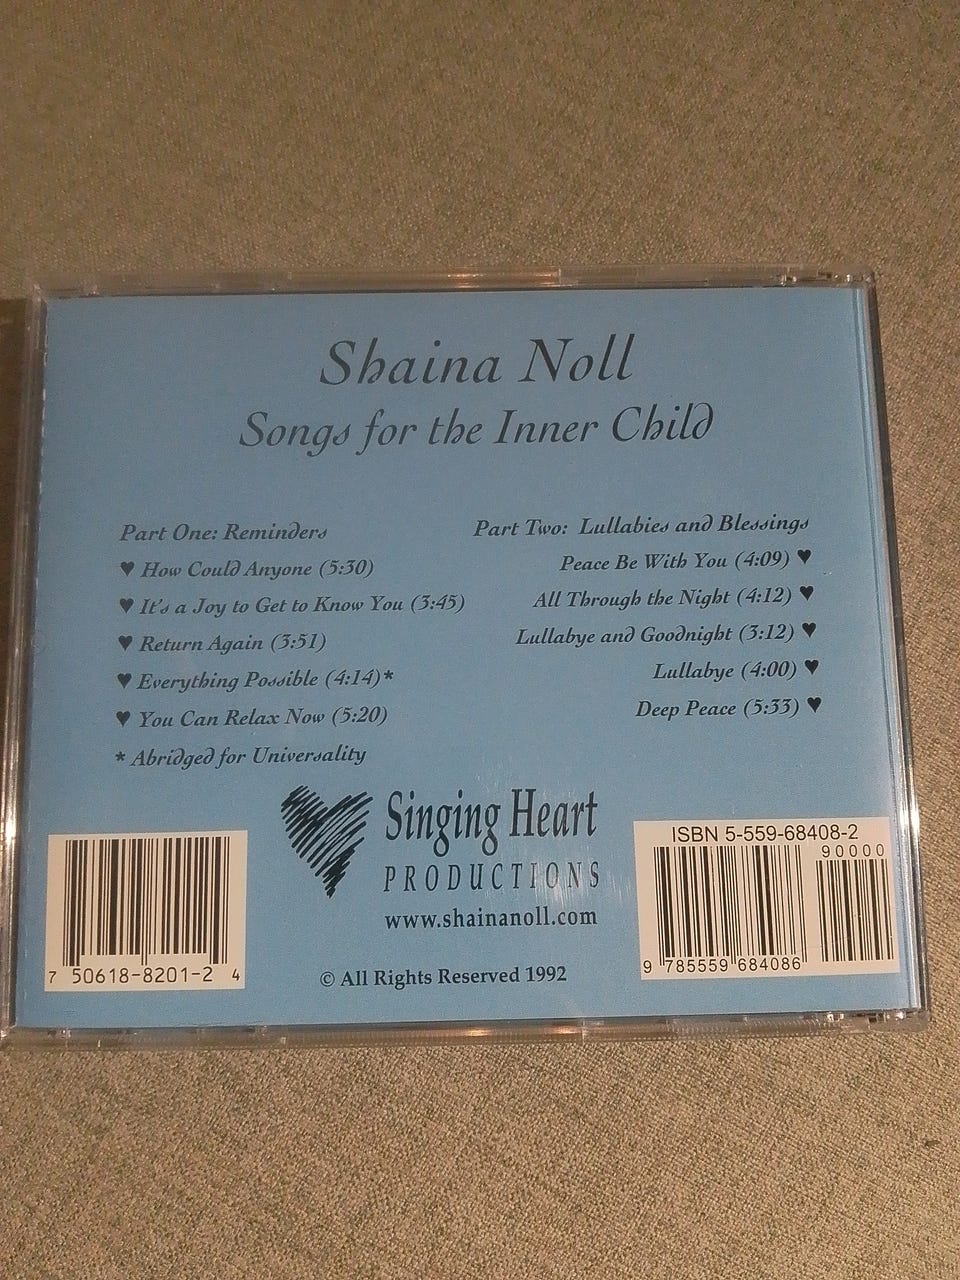 Shaina Noll
Songs for the Inner Child
Part One: Reminders
♥ How Could Anyone (5:30)
♥ It's a Joy to Get to Know You (3:45)
♥ Return Again (3:51)
♥ Everything Possible (4:14)*
♥ You Can Relax Now (5:20)
* Abridged for Universality
Part Two: Lullabies and Blessings
Peace Be With You (4:09) ♥
All Through the Night (4:12) ♥
Lullabye and Goodnight (3:12) ♥
Lullabye (4:00) ♥
Deep Peace (5:33) ♥
Singing Heart
PRODUCTIONS
www.shainanoll.com
© All Rights Reserved 1992
7 50618-8201-2 4
ISBN 5-559-68408-2
90000
9 785559 684086